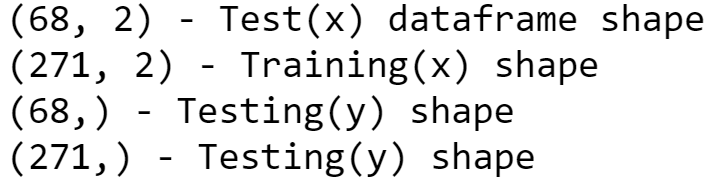 (68, 2) - Test(x) dataframe shape
(271, 2) - Training(x) shape
(68,) - Testing(y) shape
(271,) - Testing(y) shape